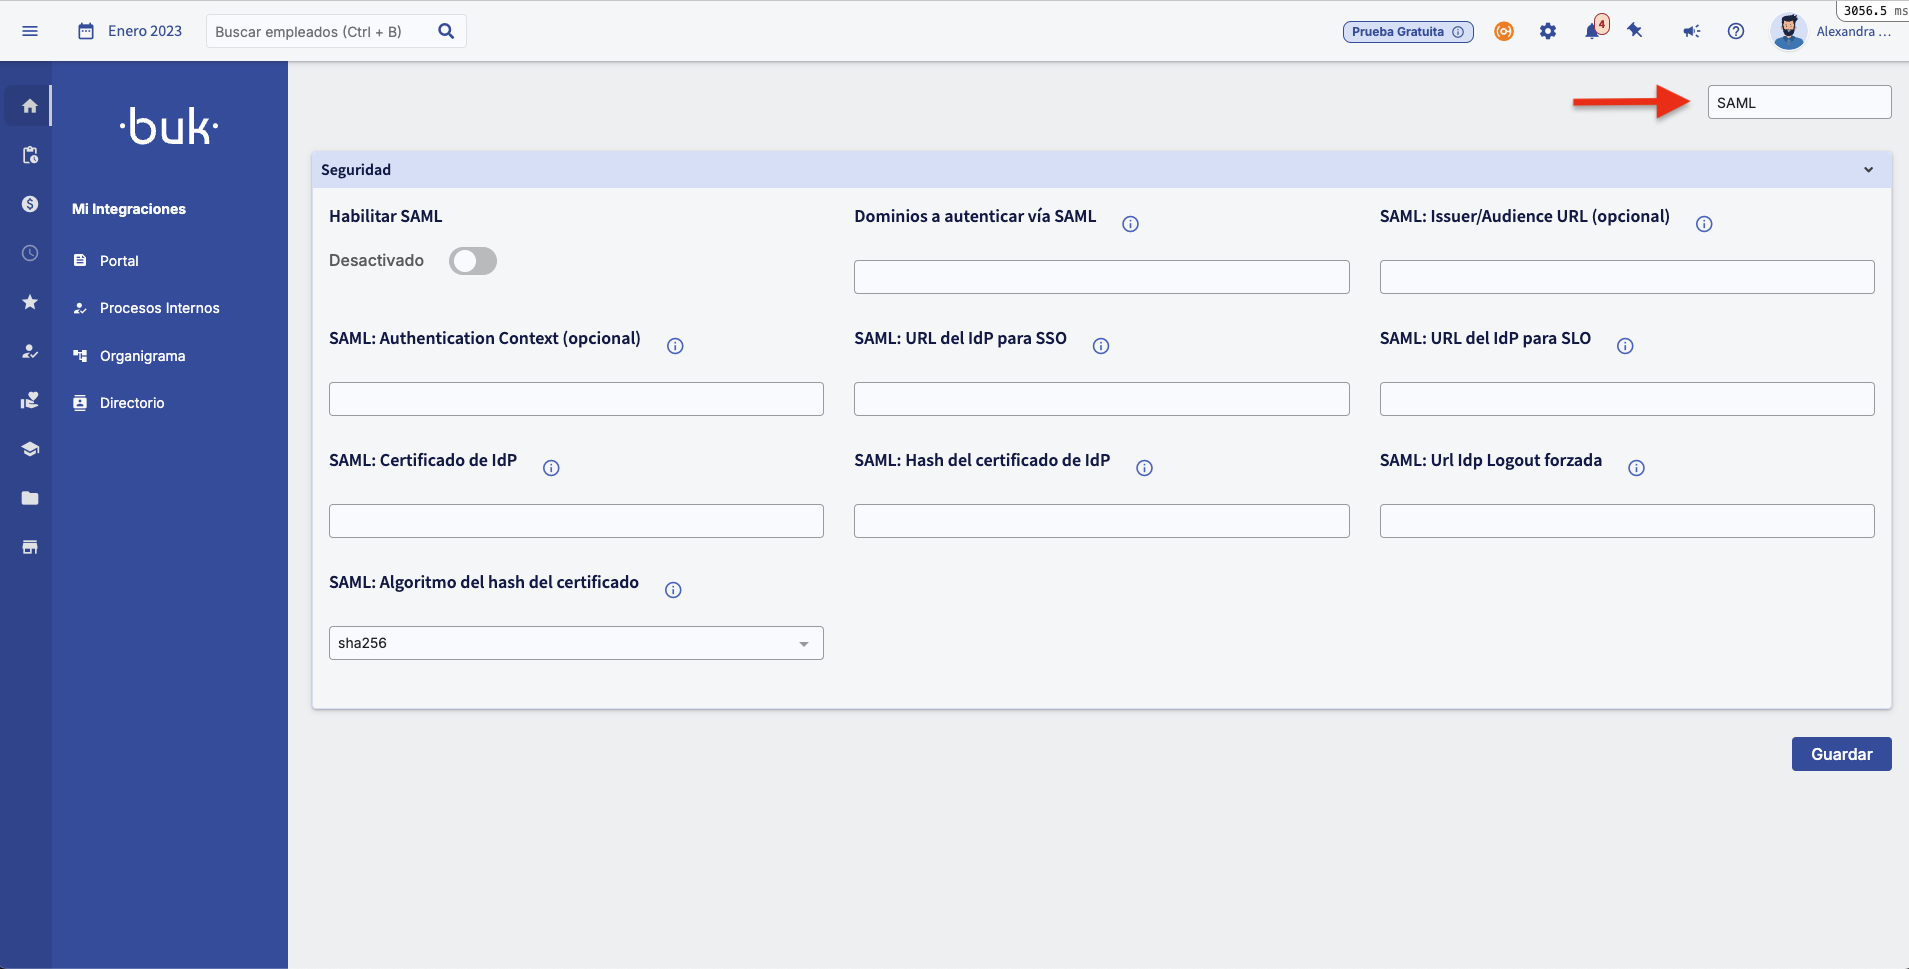 3056.5 ms
Enero 2023
Buscar empleados (Ctrl + B)
Prueba Gratuita
4
Alexandra ...
SAML
·buk·
Mi Integraciones
Portal
Procesos Internos
Organigrama
Directorio
Seguridad
Habilitar SAML
Desactivado
Dominios a autenticar vía SAML
SAML: Issuer/Audience URL (opcional)
SAML: Authentication Context (opcional)
SAML: URL del IdP para SSO
SAML: URL del IdP para SLO
SAML: Certificado de IdP
SAML: Hash del certificado de IdP
SAML: Url Idp Logout forzada
SAML: Algoritmo del hash del certificado
sha256
Guardar